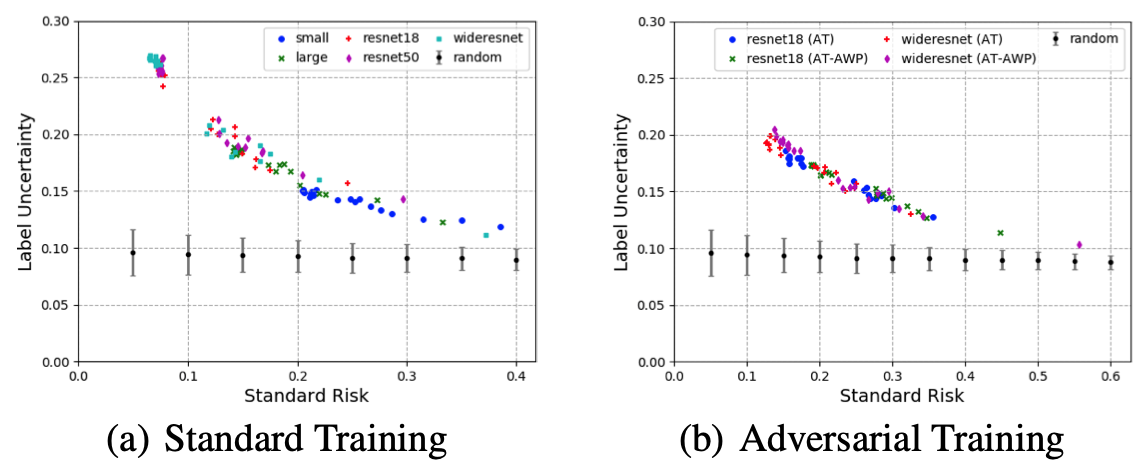 0.30
0.25
0.20
0.15
0.10
0.05
0.00
Label Uncertainty
small resnet18 wideresnet
large resnet50 random
0.0 0.1 0.2 0.3 0.4
Standard Risk
(a) Standard Training
0.30
0.25
0.20
0.15
0.10
0.05
0.00
Label Uncertainty
resnet18 (AT) wideresnet (AT) random
resnet18 (AT-AWP) wideresnet (AT-AWP)
0.0 0.1 0.2 0.3 0.4 0.5 0.6
Standard Risk
(b) Adversarial Training